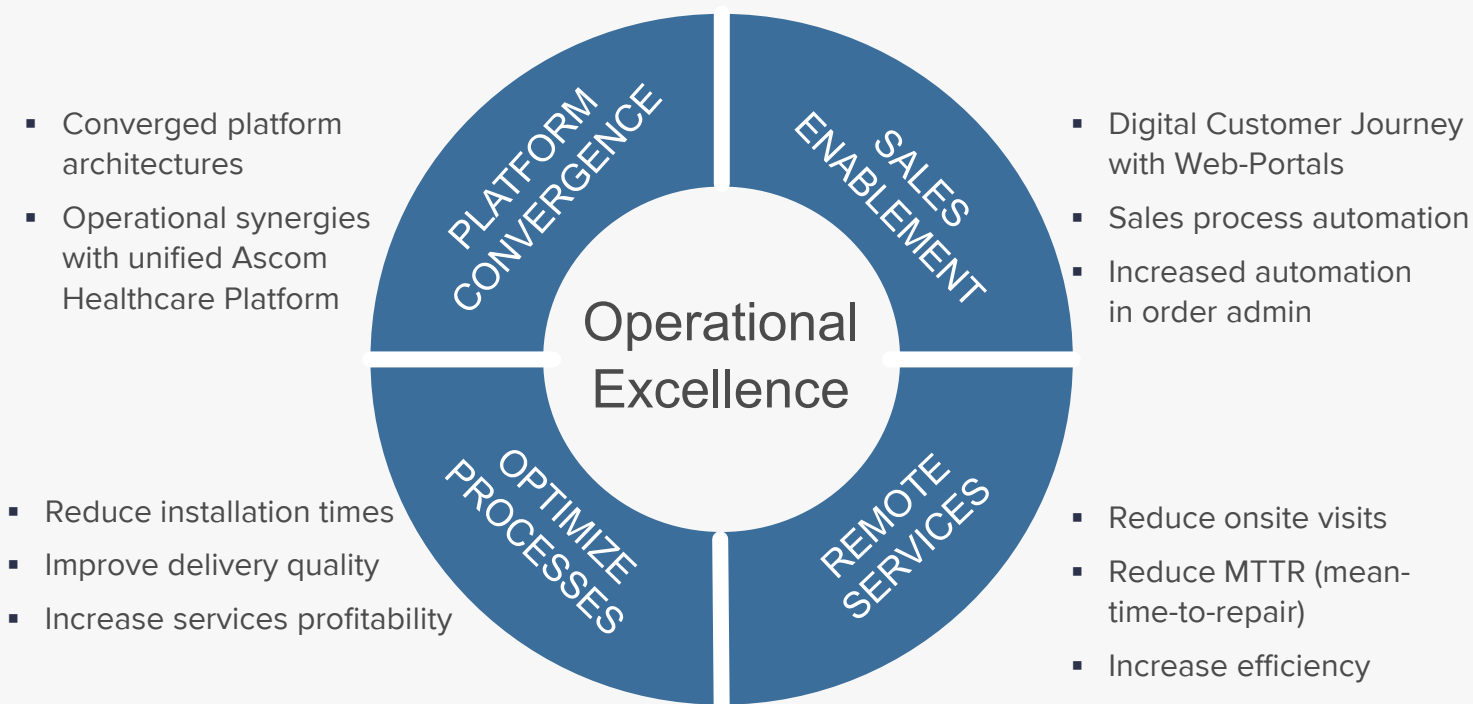 PLATFORM
CONVERGENCE
▪ Converged platform
architectures
▪ Operational synergies
with unified Ascom
Healthcare Platform
SALES
ENABLEMENT
▪ Digital Customer Journey
with Web-Portals
▪ Sales process automation
▪ Increased automation
in order admin
Operational
Excellence
OPTIMIZE
PROCESSES
▪ Reduce installation times
▪ Improve delivery quality
▪ Increase services profitability
REMOTE
SERVICES
▪ Reduce onsite visits
▪ Reduce MTTR (mean-
time-to-repair)
▪ Increase efficiency